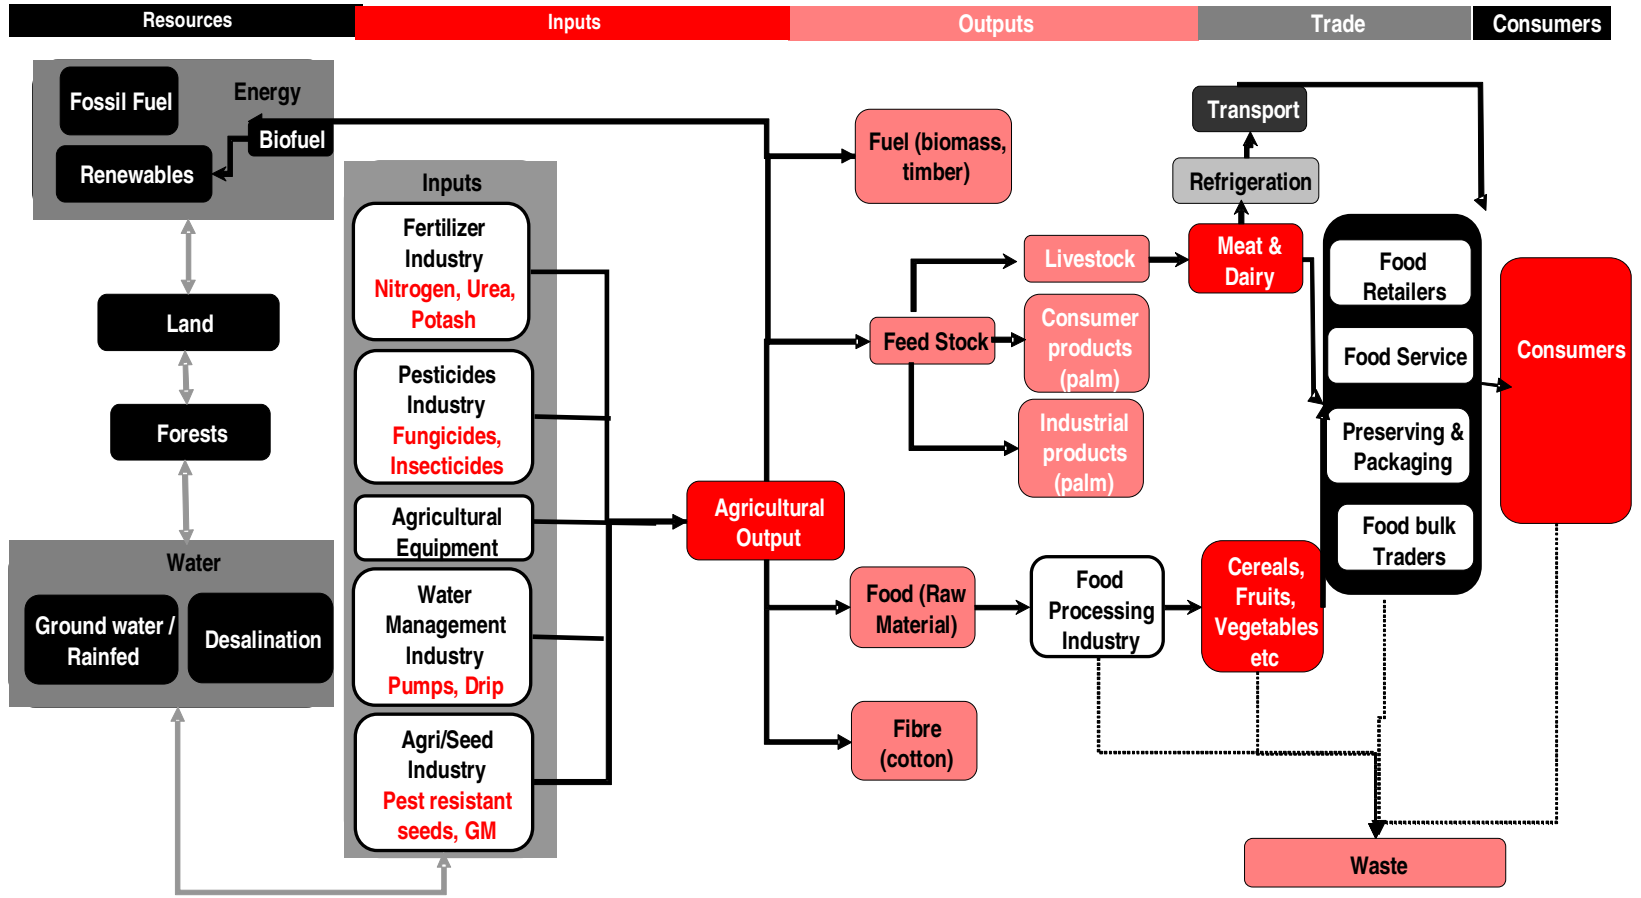 Resources
Inputs
Outputs
Trade
Consumers
Fossil Fuel
Energy
Biofuel
Renewables
Land
Forests
Water
Ground water /
Rainfed
Desalination
Inputs
Fertilizer
Industry
Nitrogen, Urea,
Potash
Pesticides
Industry
Fungicides,
Insecticides
Agricultural
Equipment
Water
Management
Industry
Pumps, Drip
Agri/Seed
Industry
Pest resistant
seeds, GM
Agricultural
Output
Fuel (biomass,
timber)
Feed Stock
Livestock
Consumer
products
(palm)
Industrial
products
(palm)
Food (Raw
Material)
Fibre
(cotton)
Food
Processing
Industry
Transport
Refrigeration
Meat &
Dairy
Cereals,
Fruits,
Vegetables
etc
Food
Retailers
Food Service
Preserving &
Packaging
Food bulk
Traders
Consumers
Waste